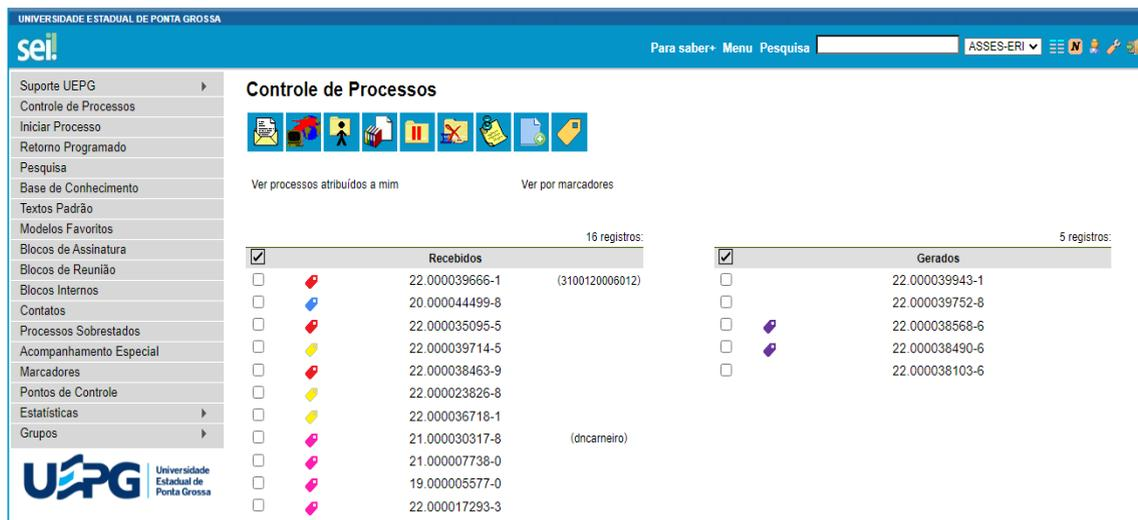 UNIVERSIDADE ESTADUAL DE PONTA GROSSA
sei!
Para saber+ Menu Pesquisa ASSES-ERI N
Suporte UEPG
Controle de Processos
Iniciar Processo
Retorno Programado
Pesquisa
Base de Conhecimento
Textos Padrão
Modelos Favoritos
Blocos de Assinatura
Blocos de Reunião
Blocos Internos
Contatos
Processos Sobrestados
Acompanhamento Especial
Marcadores
Pontos de Controle
Estatísticas
Grupos
UEPG
Universidade
Estadual de
Ponta Grossa
Controle de Processos
Ver processos atribuídos a mim Ver por marcadores
16 registros:
Recebidos
22.000039666-1 (3100120006012)
20.000044499-8
22.000035095-5
22.000039714-5
22.000038463-9
22.000023826-8
22.000036718-1
21.000030317-8 (dncarneiro)
21.000007738-0
19.000005577-0
22.000017293-3
5 registros:
Gerados
22.000039943-1
22.000039752-8
22.000038568-6
22.000038490-6
22.000038103-6